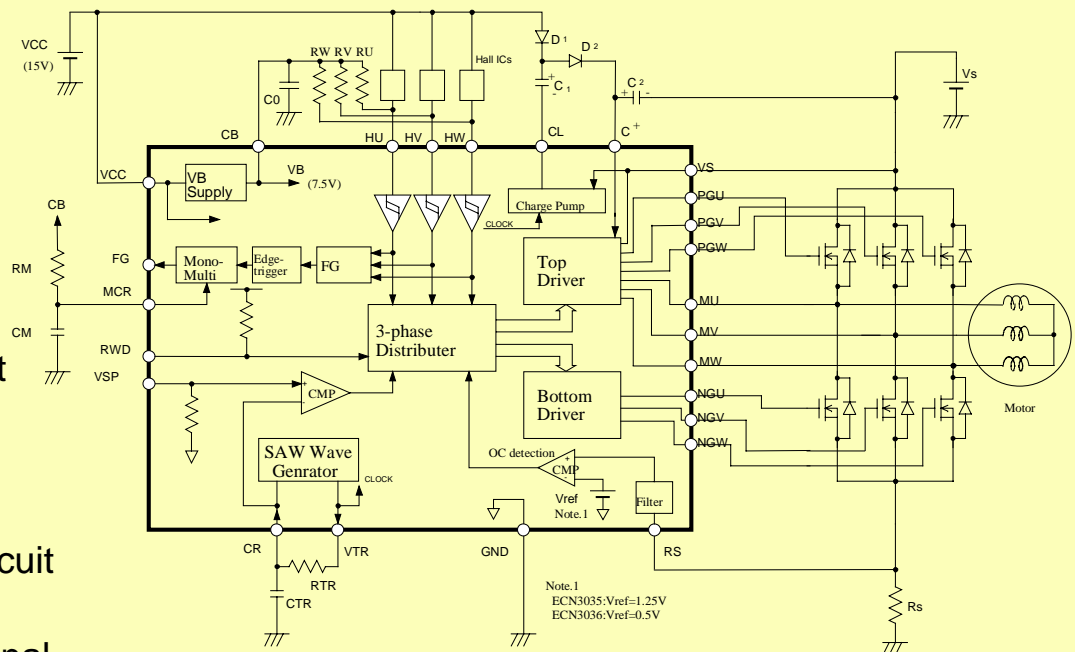 VCC
(15V)
RW RV RU
Hall ICs
D1
D2
C1
+
-
C2
+ -
Vs
C0
CB
HU
HV
HW
CL
C+
VCC
VB
Supply
VB
(7.5V)
VS
PGU
PGV
PGW
Charge Pump
CLOCK
CB
RM
FG
Mono-
Multi
Edge-
trigger
FG
Top
Driver
MCR
CM
MU
MV
MW
3-phase
Distributer
RWD
t
VSP
+
-
CMP
Bottom
Driver
NGU
NGV
NGW
Motor
SAW Wave
Genrator
CLOCK
OC detection
+
-
CMP
Vref
Note.1
Filter
CR
VTR
GND
RS
cuit
RTR
CTR
Note.1
ECN3035:Vref=1.25V
ECN3036:Vref=0.5V
Rs